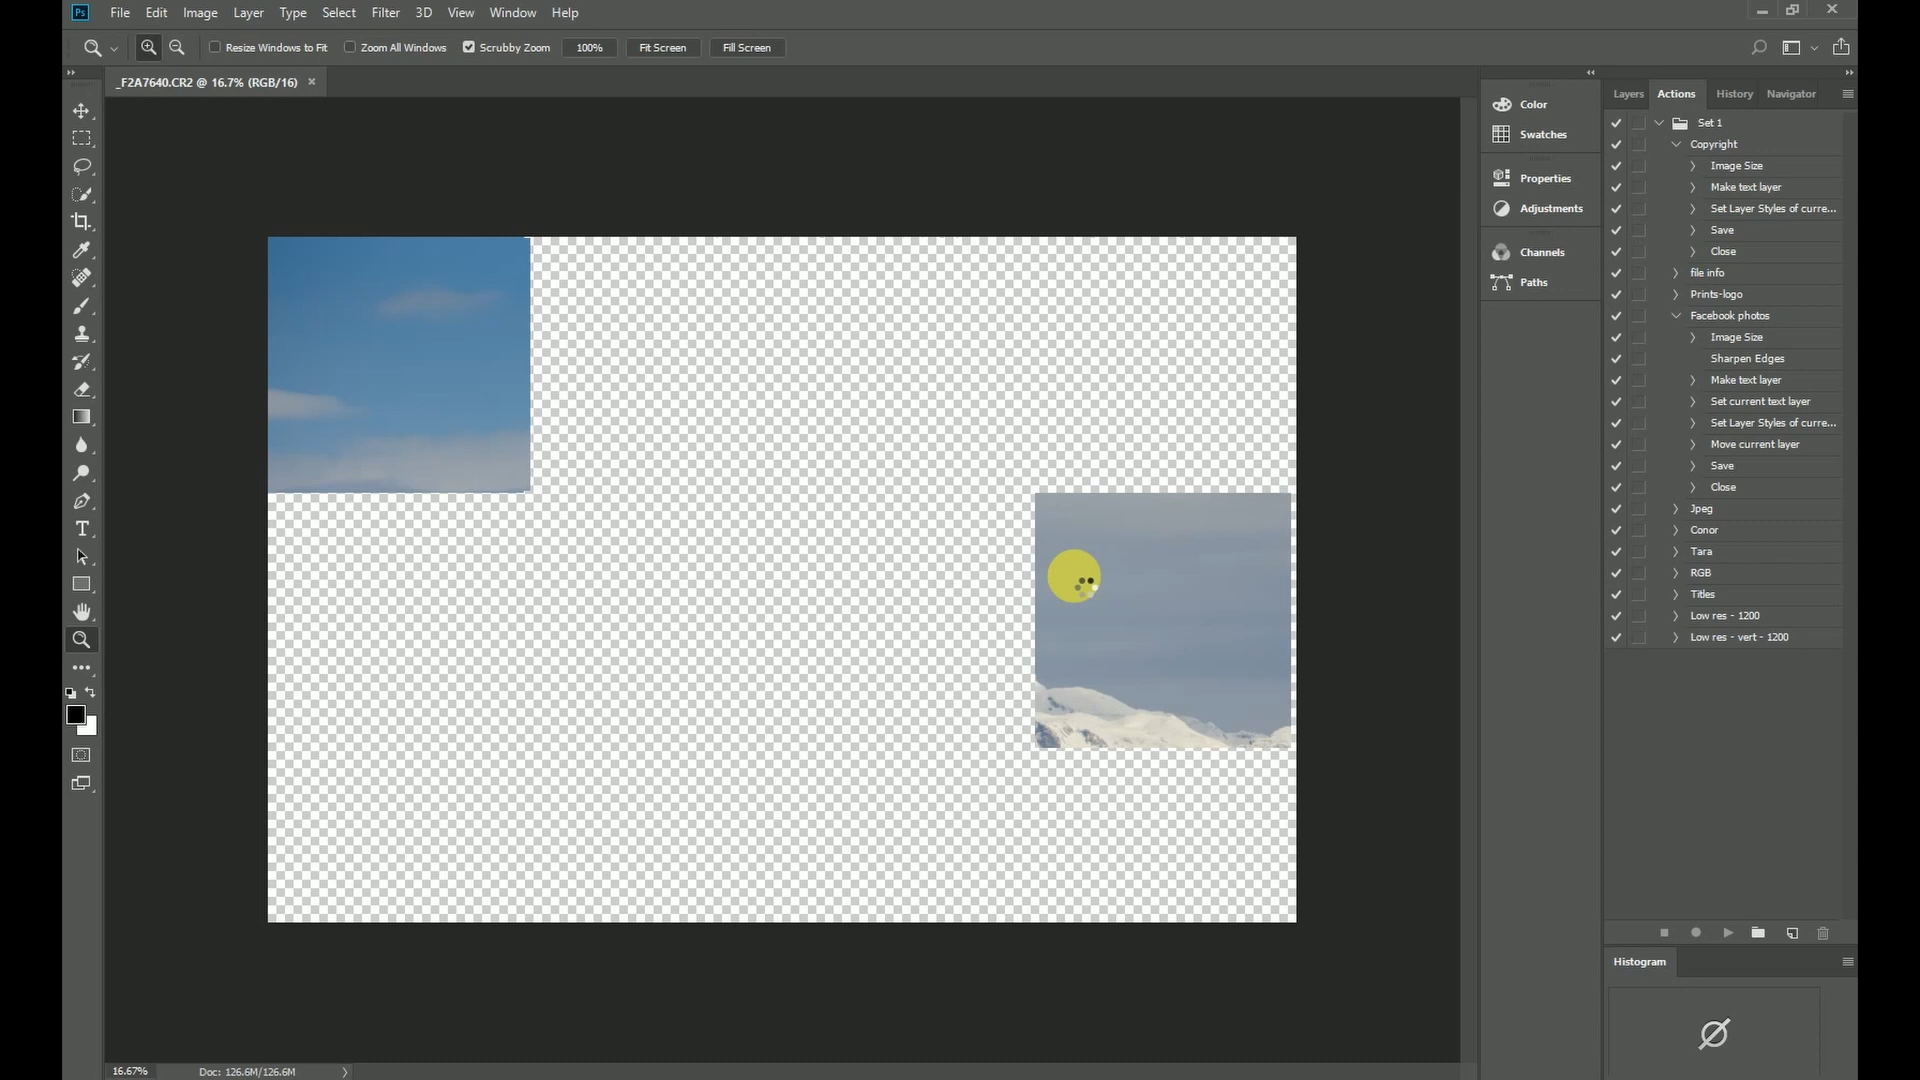 Ps File Edit Image Layer Type Select Filter 3D View Window Help
Resize Windows to Fit Zoom All Windows Scrubby Zoom 100% Fit Screen Fill Screen
_F2A7640.CR2 @ 16.7% (RGB/16)
Color
Swatches
Properties
Adjustments
Channels
Paths
Layers Actions History Navigator
Set 1
Copyright
Image Size
Make text layer
Set Layer Styles of curre...
Save
Close
file info
Prints-logo
Facebook photos
Image Size
Sharpen Edges
Make text layer
Set current text layer
Set Layer Styles of curre...
Move current layer
Save
Close
Jpeg
Conor
Tara
RGB
Titles
Low res - 1200
Low res - vert - 1200
Histogram
16.67% Doc: 126.6M/126.6M